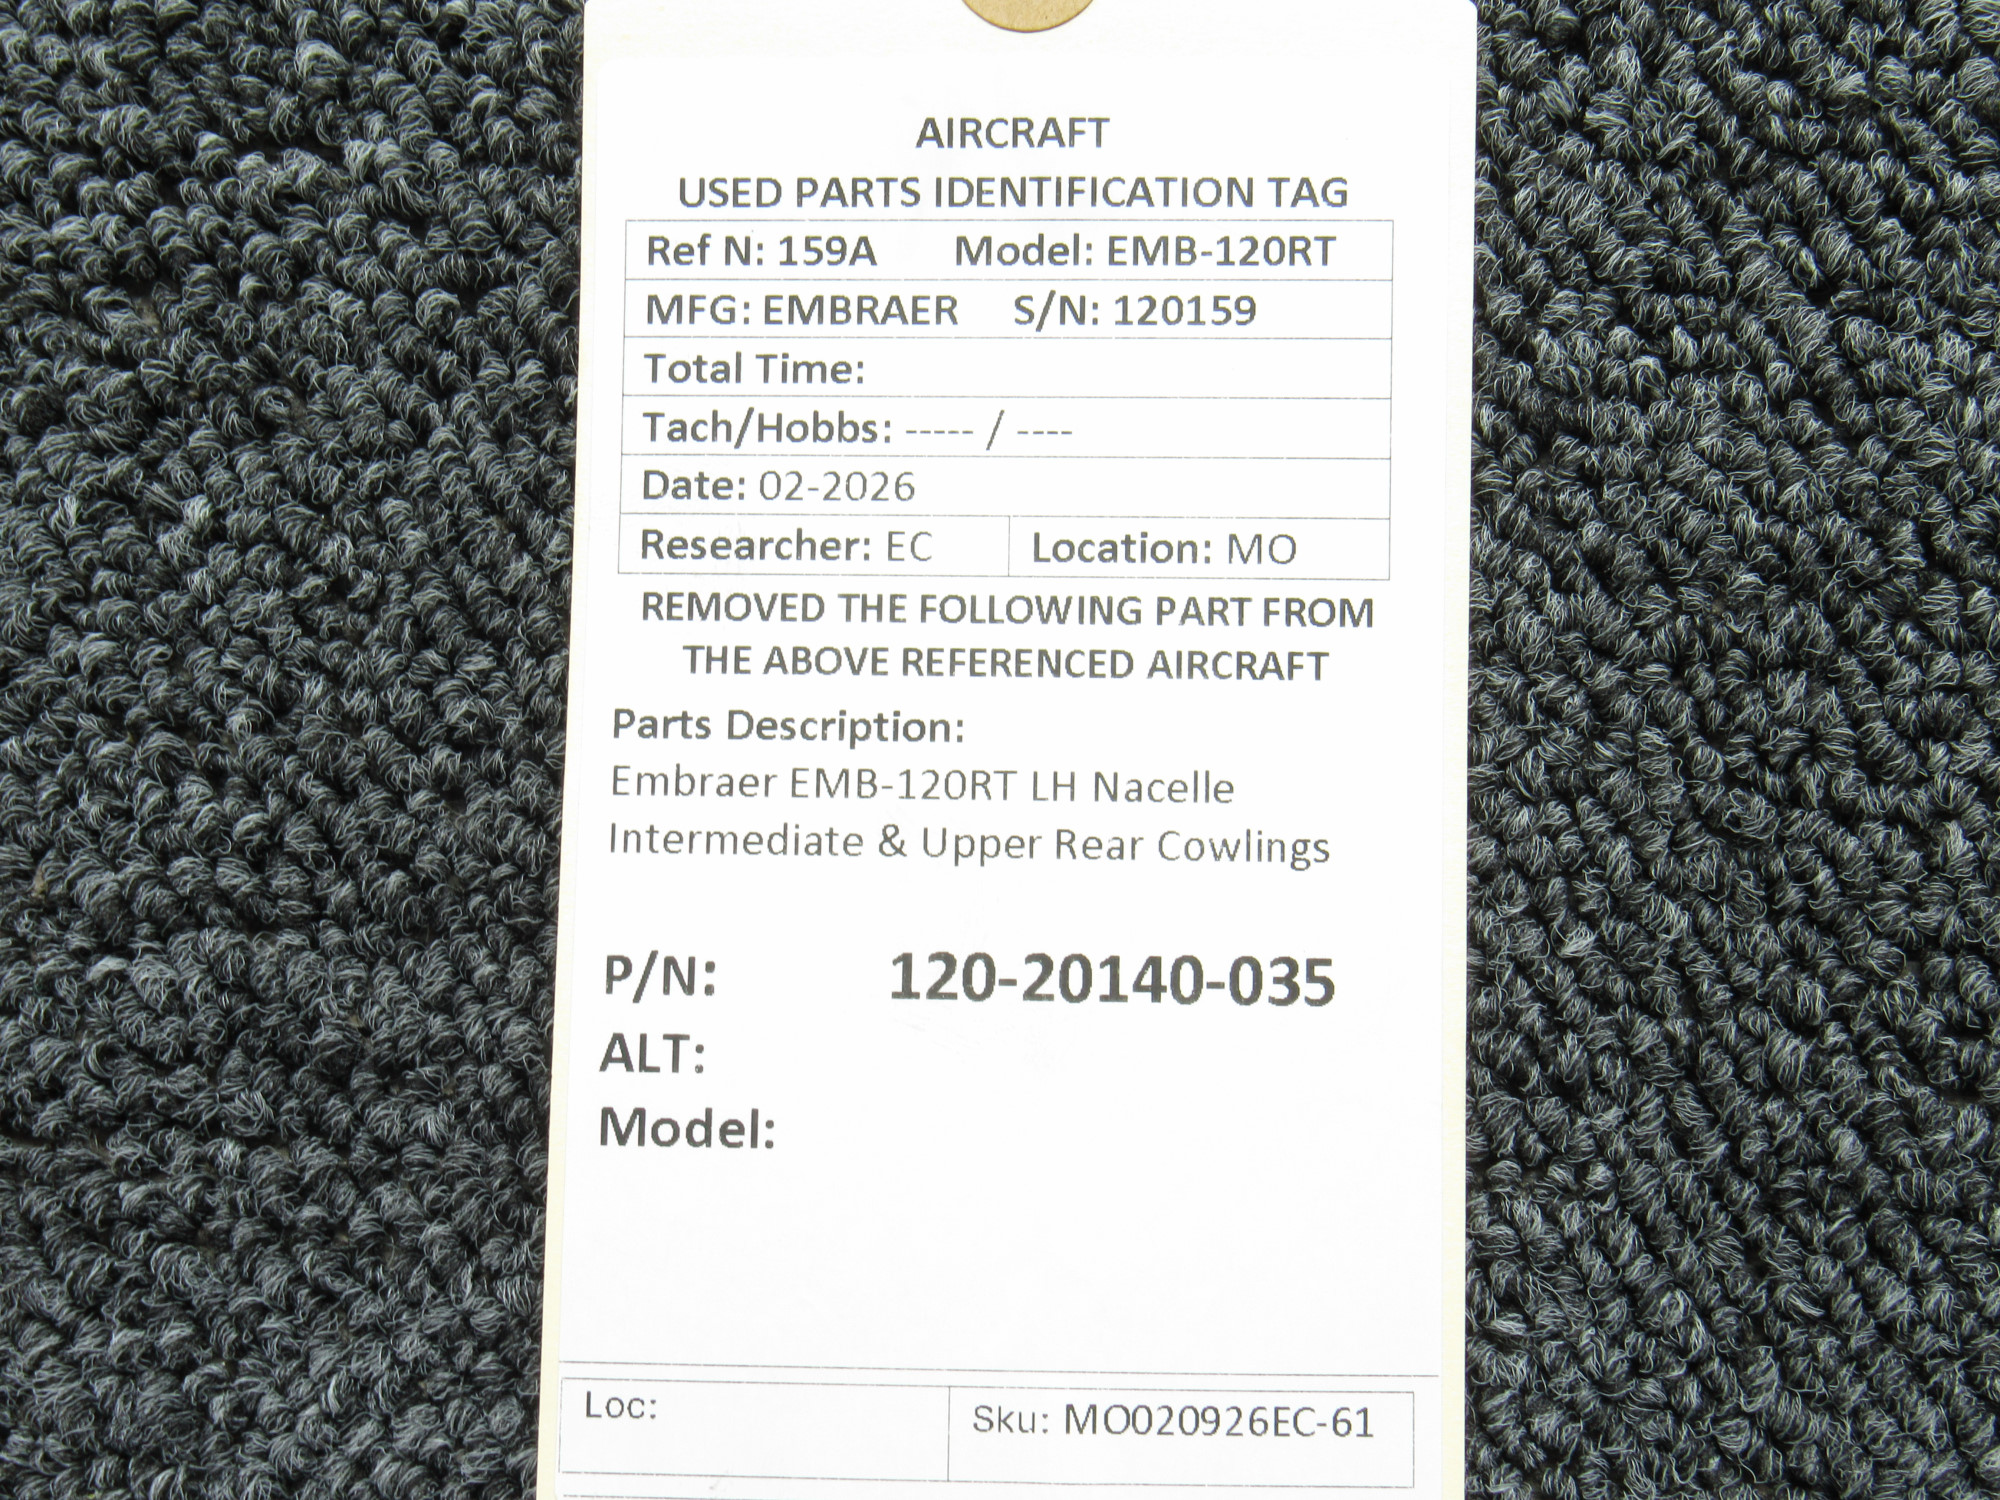 AIRCRAFT
USED PARTS IDENTIFICATION TAG
Ref N: 159A Model: EMB-120RT
MFG: EMBRAER S/N: 120159
Total Time:
Tach/Hobbs: ----- / ----
Date: 02-2026
Researcher: EC Location: MO
REMOVED THE FOLLOWING PART FROM
THE ABOVE REFERENCED AIRCRAFT
Parts Description:
Embraer EMB-120RT LH Nacelle
Intermediate & Upper Rear Cowlings
P/N: 120-20140-035
ALT:
Model:
Loc: Sku: MO020926EC-61